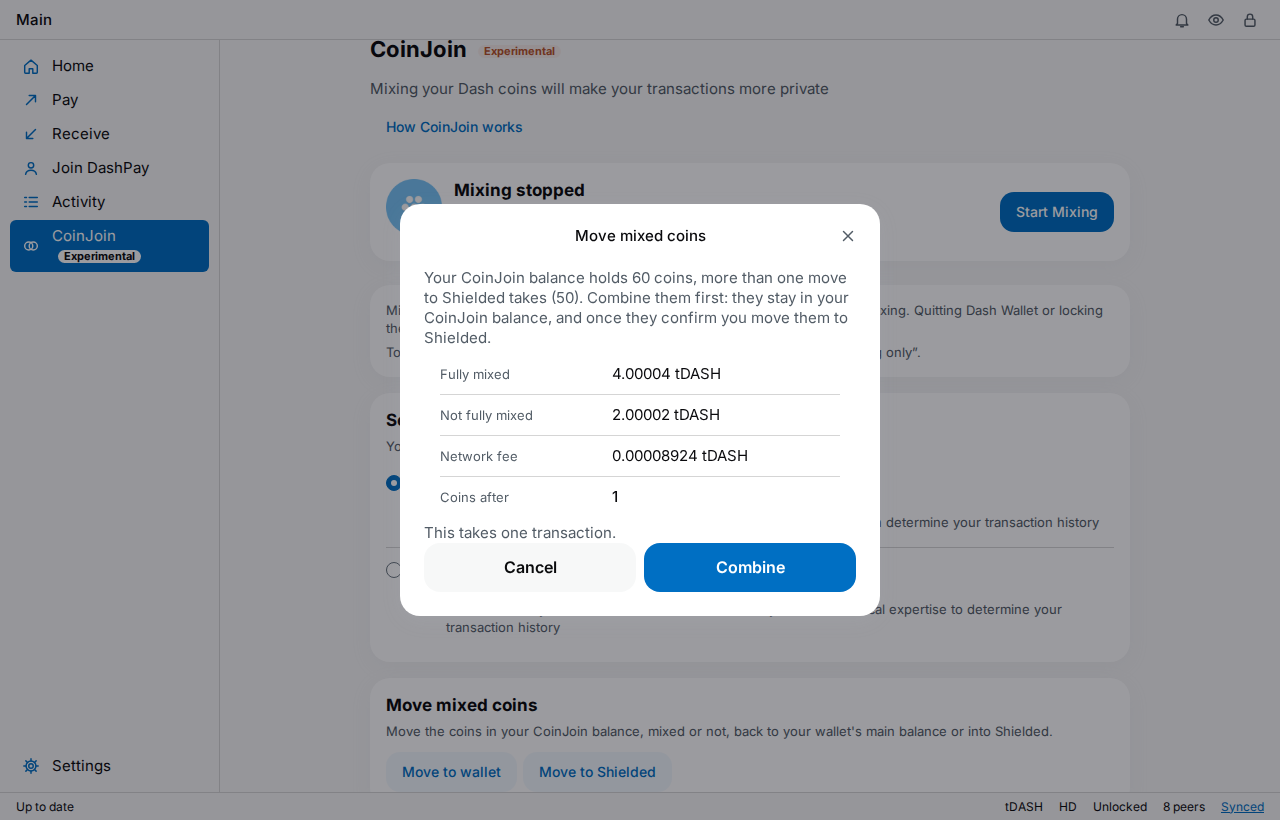 Main
Home
Pay
Receive
Join DashPay
Activity
CoinJoin
Experimental
Settings
CoinJoin Experimental
Mixing your Dash coins will make your transactions more private
How CoinJoin works
Mixing stopped
Start Mixing
Move mixed coins
Your CoinJoin balance holds 60 coins, more than one move
to Shielded takes (50). Combine them first: they stay in your
CoinJoin balance, and once they confirm you move them to
Shielded.
Fully mixed 4.00004 tDASH
Not fully mixed 2.00002 tDASH
Network fee 0.00008924 tDASH
Coins after 1
This takes one transaction.
Cancel
Combine
Quitting Dash Wallet or locking
only”.
determine your transaction history
expertise to determine your
transaction history
Move mixed coins
Move the coins in your CoinJoin balance, mixed or not, back to your wallet's main balance or into Shielded.
Move to wallet
Move to Shielded
Up to date
tDASH HD Unlocked 8 peers Synced